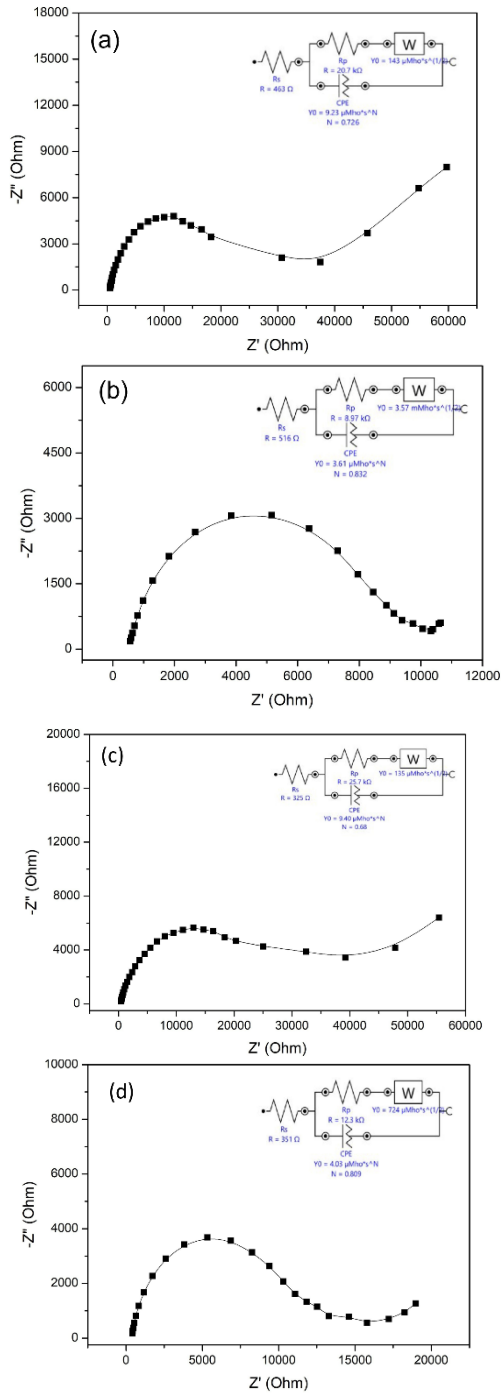 (a)
18000
15000
12000
9000
6000
3000
0
-Z" (Ohm)
0 10000 20000 30000 40000 50000 60000
Z' (Ohm)
Rs
R = 463 Ω
Rp
R = 20.7 kΩ
W
Y0 = 143 µMho*s^(1/2)
CPE
Y0 = 9.23 µMho*s^N
N = 0.726
(b)
6000
4500
3000
1500
0
-Z" (Ohm)
0 2000 4000 6000 8000 10000 12000
Z' (Ohm)
Rs
R = 516 Ω
Rp
R = 8.97 kΩ
W
Y0 = 3.57 mMho*s^(1/2)
CPE
Y0 = 3.61 µMho*s^N
N = 0.832
(c)
20000
16000
12000
8000
4000
0
-Z" (Ohm)
0 10000 20000 30000 40000 50000 60000
Z' (Ohm)
Rs
R = 325 Ω
Rp
R = 25.7 kΩ
W
Y0 = 135 µMho*s^(1/2)
CPE
Y0 = 9.40 µMho*s^N
N = 0.68
(d)
10000
8000
6000
4000
2000
0
-Z" (Ohm)
0 5000 10000 15000 20000
Z' (Ohm)
Rs
R = 351 Ω
Rp
R = 12.3 kΩ
W
Y0 = 724 µMho*s^(1/2)
CPE
Y0 = 4.03 µMho*s^N
N = 0.809